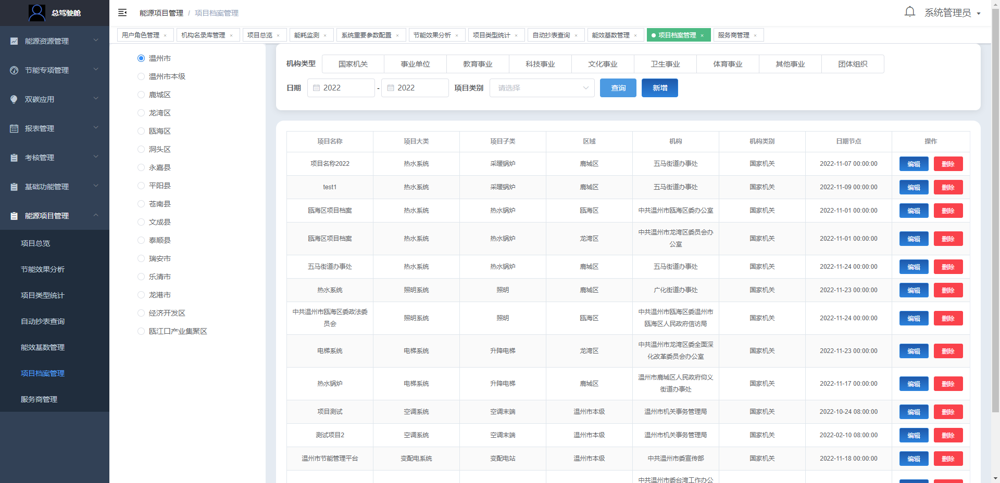 总驾驶舱
能源资源管理
节能专项管理
双碳应用
报表管理
考核管理
基础功能管理
能源项目管理
项目总览
节能效果分析
项目类型统计
自动抄表查询
能效基数管理
项目档案管理
服务商管理
能源项目管理 / 项目档案管理
系统管理员
用户角色管理 × 机构名录库管理 × 项目总览 × 能耗监测 × 系统重要参数配置 × 节能效果分析 × 项目类型统计 × 自动抄表查询 × 能效基数管理 × 项目档案管理 × 服务商管理 ×
温州市
温州市本级
鹿城区
龙湾区
瓯海区
洞头区
永嘉县
平阳县
苍南县
文成县
泰顺县
瑞安市
乐清市
龙港市
经济开发区
瓯江口产业集聚区
机构类型 国家机关 事业单位 教育事业 科技事业 文化事业 卫生事业 体育事业 其他事业 团体组织
日期 2022 - 2022 项目类别 请选择 查询 新增
项目名称 项目大类 项目子类 区域 机构 机构类别 日期节点 操作
项目名称2022 热水系统 采暖锅炉 鹿城区 五马街道办事处 国家机关 2022-11-07 00:00:00 编辑 删除
test1 热水系统 采暖锅炉 鹿城区 五马街道办事处 国家机关 2022-11-09 00:00:00 编辑 删除
瓯海区项目档案 热水系统 热水锅炉 瓯海区 中共温州市瓯海区委办公室 国家机关 2022-11-01 00:00:00 编辑 删除
瓯海区项目档案 热水系统 热水锅炉 龙湾区 中共温州市龙湾区委员会办
公室 国家机关 2022-11-01 00:00:00 编辑 删除
五马街道办事处 热水系统 热水锅炉 鹿城区 五马街道办事处 国家机关 2022-11-24 00:00:00 编辑 删除
热水系统 照明系统 照明 鹿城区 广化街道办事处 国家机关 2022-11-23 00:00:00 编辑 删除
中共温州市瓯海区委政法委
员会 照明系统 照明 瓯海区 中共温州市瓯海区委温州市
瓯海区人民政府信访局 国家机关 2022-11-24 00:00:00 编辑 删除
电梯系统 电梯系统 升降电梯 龙湾区 中共温州市龙湾区委全面深
化改革委员会办公室 国家机关 2022-11-23 00:00:00 编辑 删除
热水锅炉 电梯系统 升降电梯 鹿城区 温州市鹿城区人民政府仰义
街道办事处 国家机关 2022-11-17 00:00:00 编辑 删除
项目测试 空调系统 空调末端 温州市本级 温州市机关事务管理局 国家机关 2022-10-24 08:00:00 编辑 删除
测试项目2 空调系统 空调末端 温州市本级 温州市机关事务管理局 国家机关 2022-02-10 08:00:00 编辑 删除
温州市节能管理平台 变配电系统 变配电站 温州市本级 中共温州市委宣传部 国家机关 2022-11-18 00:00:00 编辑 删除
中共温州市委台湾工作办公